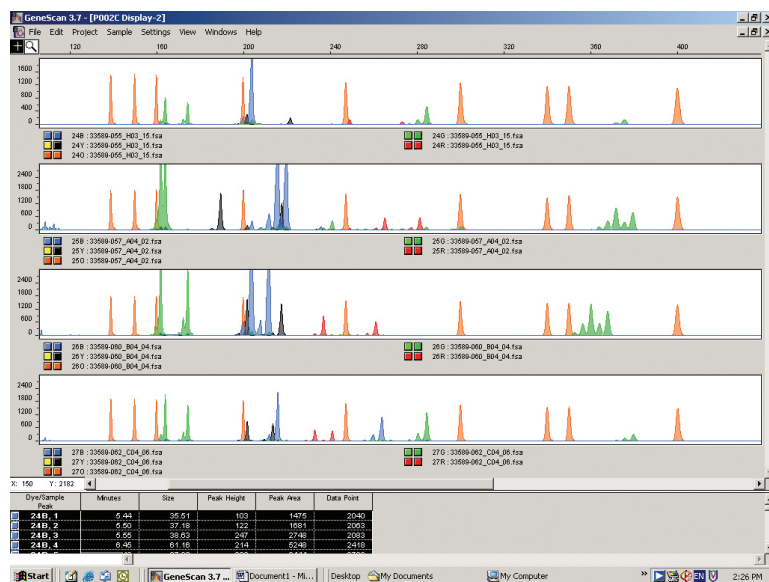 GeneScan 3.7 - [P002C Display-2]
File Edit Project Sample Settings View Windows Help
120 160 200 240 280 320 360 400
1600
1200
800
400
0
24B : 33589-055_H03_15.fsa 24G : 33589-055_H03_15.fsa
24Y : 33589-055_H03_15.fsa 24R : 33589-055_H03_15.fsa
24O : 33589-055_H03_15.fsa
2400
1800
1200
600
0
25B : 33589-057_A04_02.fsa 25G : 33589-057_A04_02.fsa
25Y : 33589-057_A04_02.fsa 25R : 33589-057_A04_02.fsa
25O : 33589-057_A04_02.fsa
2400
1800
1200
600
0
26B : 33589-060_B04_04.fsa 26G : 33589-060_B04_04.fsa
26Y : 33589-060_B04_04.fsa 26R : 33589-060_B04_04.fsa
26O : 33589-060_B04_04.fsa
2400
1800
1200
600
0
27B : 33589-062_C04_06.fsa 27G : 33589-062_C04_06.fsa
27Y : 33589-062_C04_06.fsa 27R : 33589-062_C04_06.fsa
27O : 33589-062_C04_06.fsa
X: 150 Y: 2182
Dye/Sample Peak Minutes Size Peak Height Peak Area Data Point
24B, 1 5.44 35.51 103 1475 2040
24B, 2 5.50 37.18 122 1681 2063
24B, 3 5.55 38.63 247 2748 2083
24B, 4 6.45 61.16 214 5248 2418
Start GeneScan 3.7 ... Document1 - Mi... Desktop My Documents My Computer » EN 2:26 PM